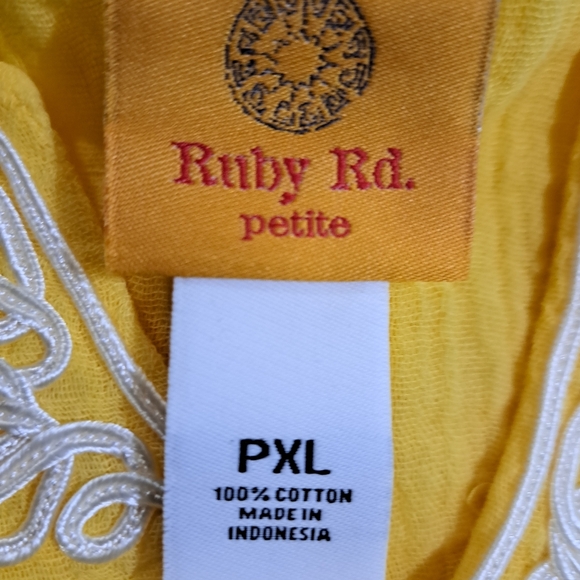 Ruby Rd.
petite
PXL
100% COTTON
MADE IN
INDONESIA